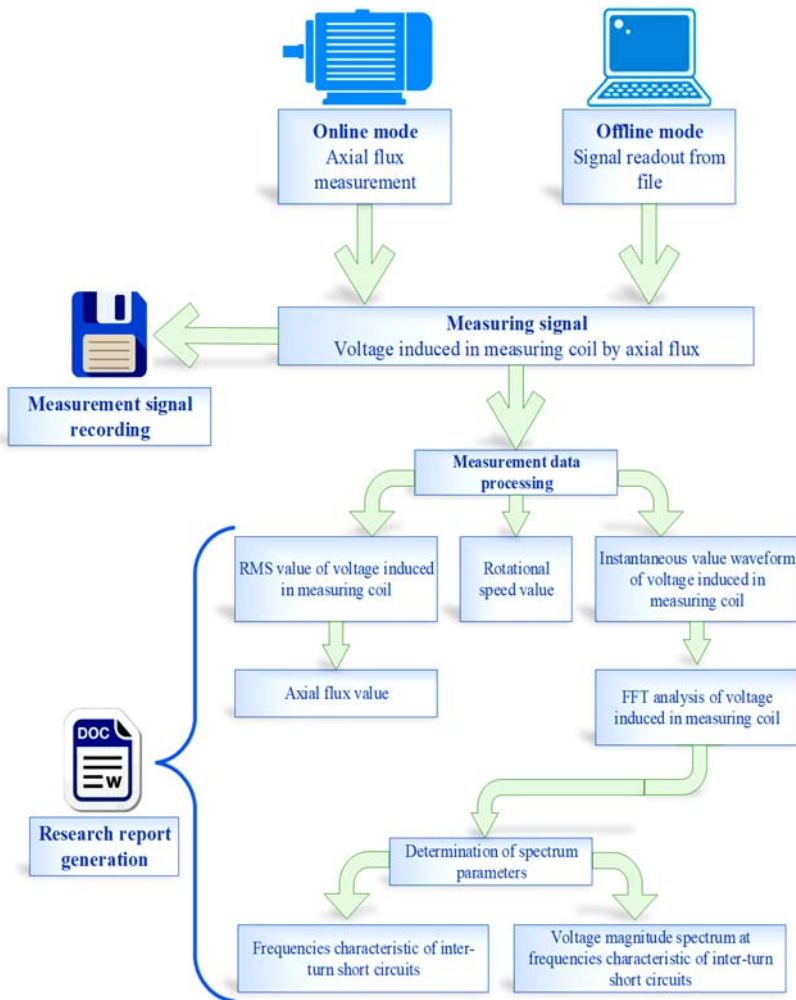 Online mode
Axial flux
measurement
Offline mode
Signal readout from
file
Measuring signal
Voltage induced in measuring coil by axial flux
Measurement signal
recording
Measurement data
processing
RMS value of voltage induced
in measuring coil
Rotational
speed value
Instantaneous value waveform
of voltage induced in
measuring coil
Axial flux value
FFT analysis of voltage
induced in measuring coil
DOC
W
Research report
generation
Determination of spectrum
parameters
Frequencies characteristic of inter-
turn short circuits
Voltage magnitude spectrum at
frequencies characteristic of inter-turn
short circuits